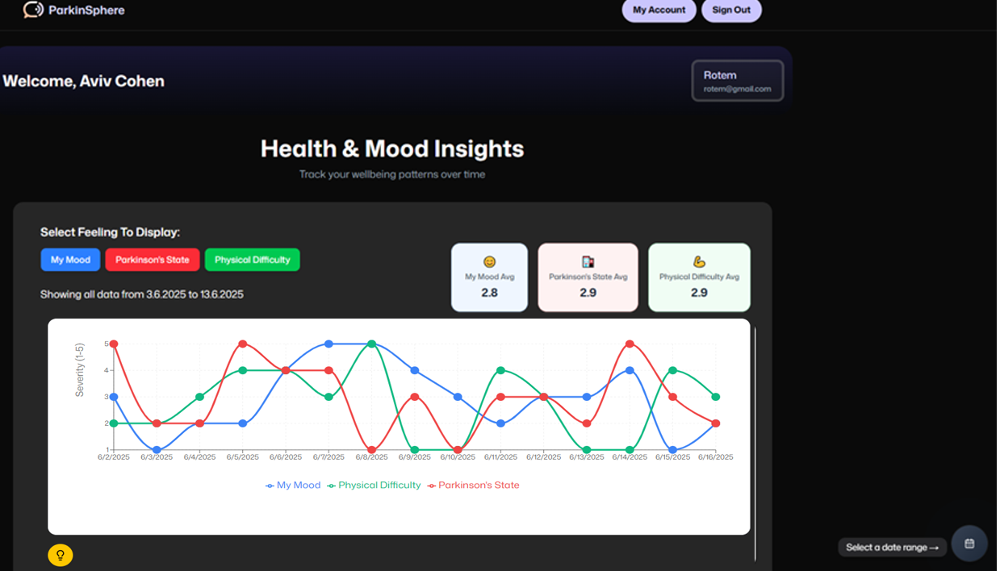 ParkinSphere
My Account
Sign Out
Welcome, Aviv Cohen
Rotem
rotem@gmail.com
Health & Mood Insights
Track your wellbeing patterns over time
Select Feeling To Display:
My Mood
Parkinson's State
Physical Difficulty
Showing all data from 3.6.2025 to 13.6.2025
My Mood Avg
2.8
Parkinson's State Avg
2.9
Physical Difficulty Avg
2.9
Severity (1-5)
5
4
3
2
1
6/2/2025 6/3/2025 6/4/2025 6/5/2025 6/6/2025 6/7/2025 6/8/2025 6/9/2025 6/10/2025 6/11/2025 6/12/2025 6/13/2025 6/14/2025 6/15/2025 6/16/2025
My Mood Physical Difficulty Parkinson's State
Select a date range →